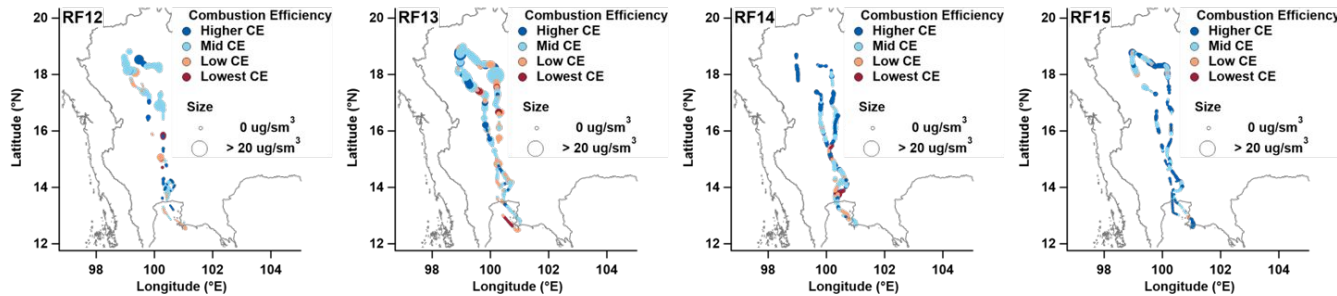 RF12
Combustion Efficiency
Higher CE
Mid CE
Low CE
Lowest CE
Size
0 ug/sm³
> 20 ug/sm³
20
18
16
14
12
Latitude (°N)
98
100
102
104
Longitude (°E)
RF13
Combustion Efficiency
Higher CE
Mid CE
Low CE
Lowest CE
Size
0 ug/sm³
> 20 ug/sm³
20
18
16
14
12
Latitude (°N)
98
100
102
104
Longitude (°E)
RF14
Combustion Efficiency
Higher CE
Mid CE
Low CE
Lowest CE
Size
0 ug/sm³
> 20 ug/sm³
20
18
16
14
12
Latitude (°N)
98
100
102
104
Longitude (°E)
RF15
Combustion Efficiency
Higher CE
Mid CE
Low CE
Lowest CE
Size
0 ug/sm³
> 20 ug/sm³
20
18
16
14
12
Latitude (°N)
98
100
102
104
Longitude (°E)